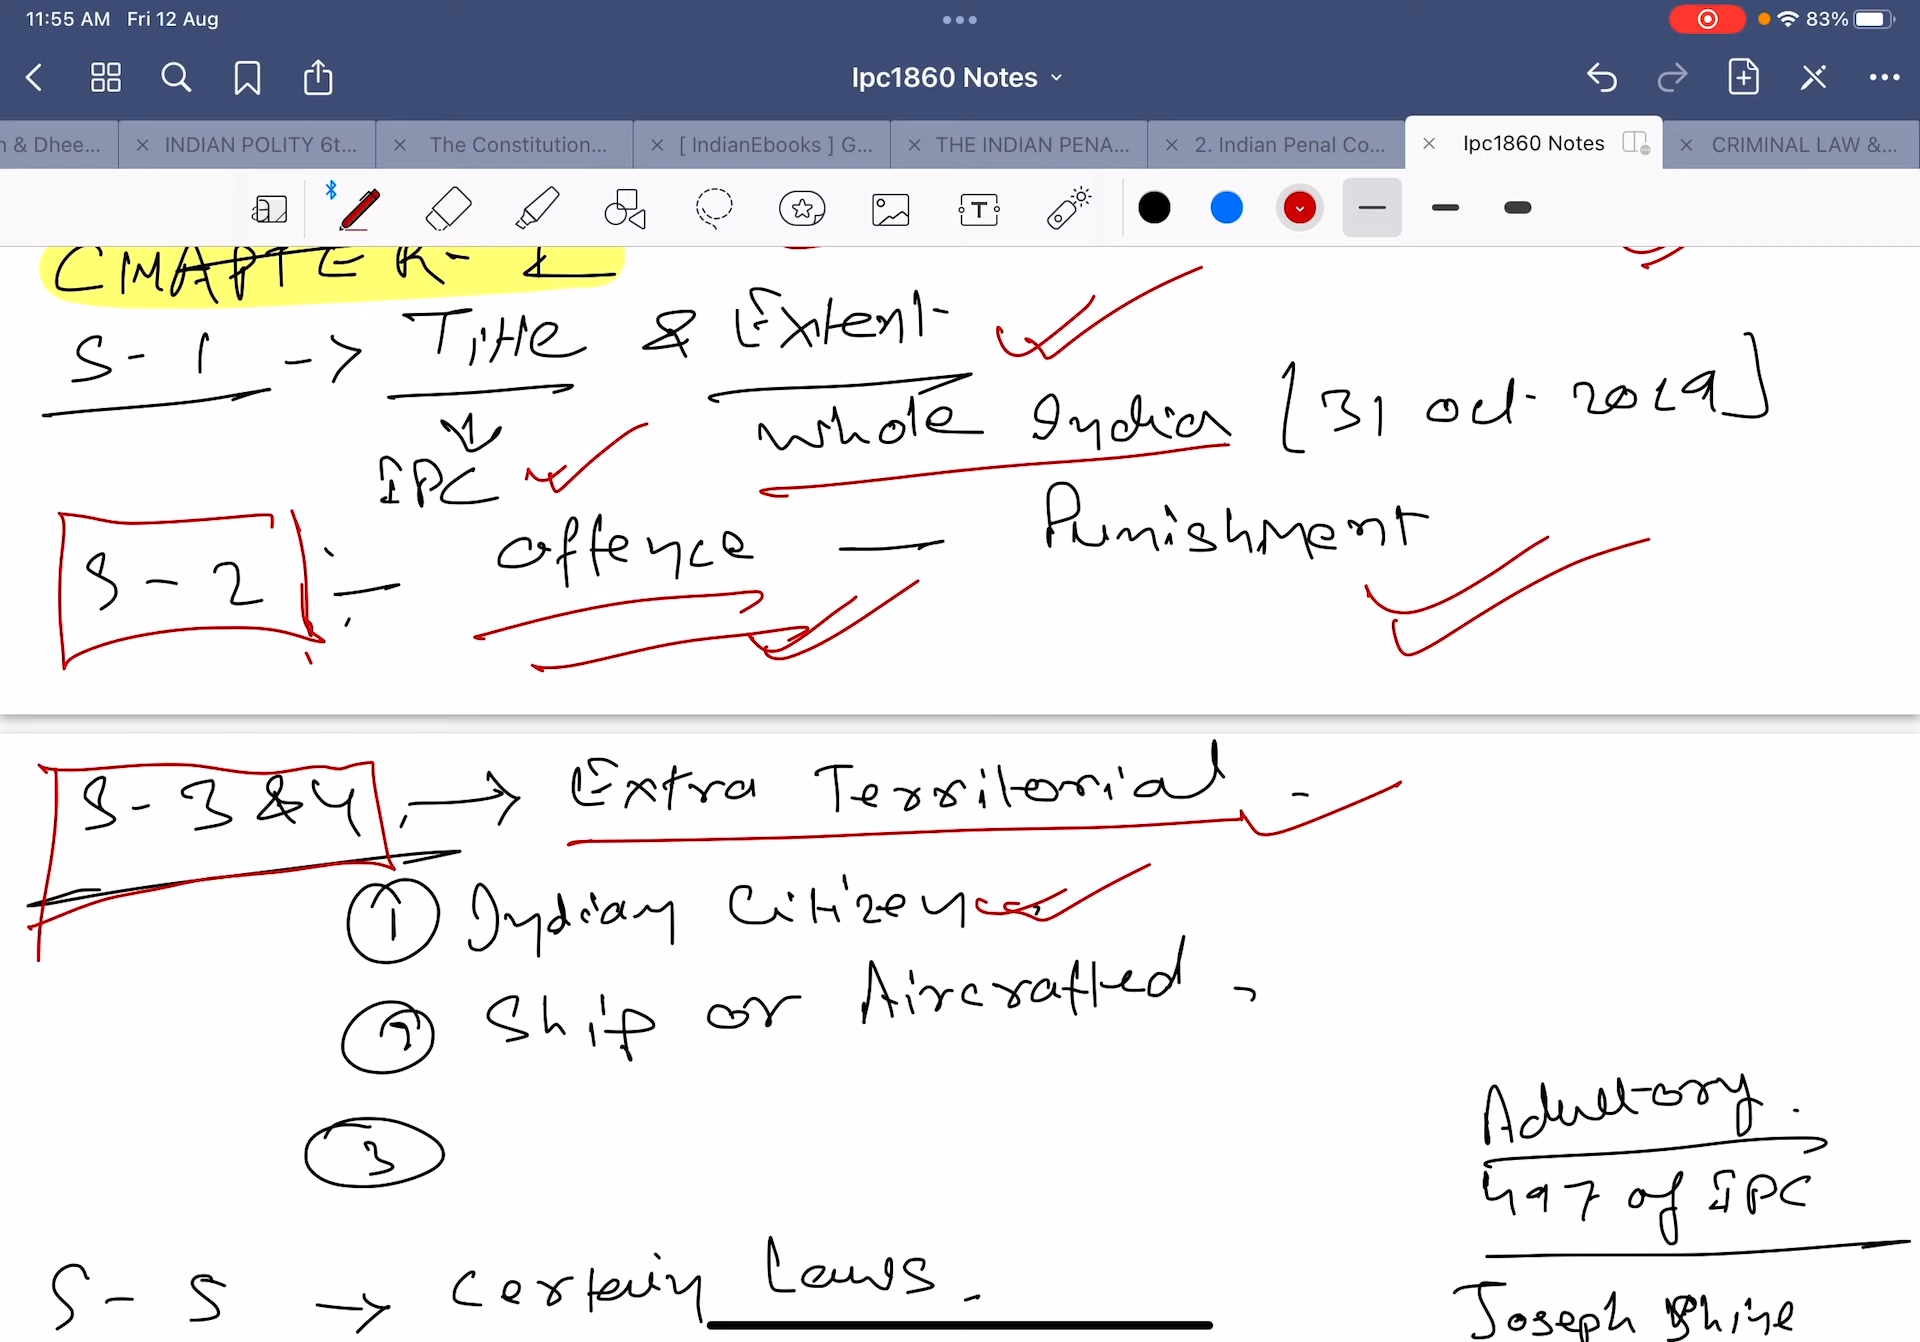 11:55 AM Fri 12 Aug
83%
Ipc1860 Notes
n & Dhee...
INDIAN POLITY 6t...
The Constitution...
[ IndianEbooks ] G...
THE INDIAN PENA...
2. Indian Penal Co...
Ipc1860 Notes
CRIMINAL LAW &...
CHAPTER- I
S-1 -> Title & Extent
IPC whole India [31 oct. 2019]
S-2 :- offence — Punishment
S-3&4 -> Extra Territorial -
① Indian Citizen
② Ship or Aircrafted,
③
Adultory.
497 of IPC
S-5 -> certain Laws.
Joseph Shine